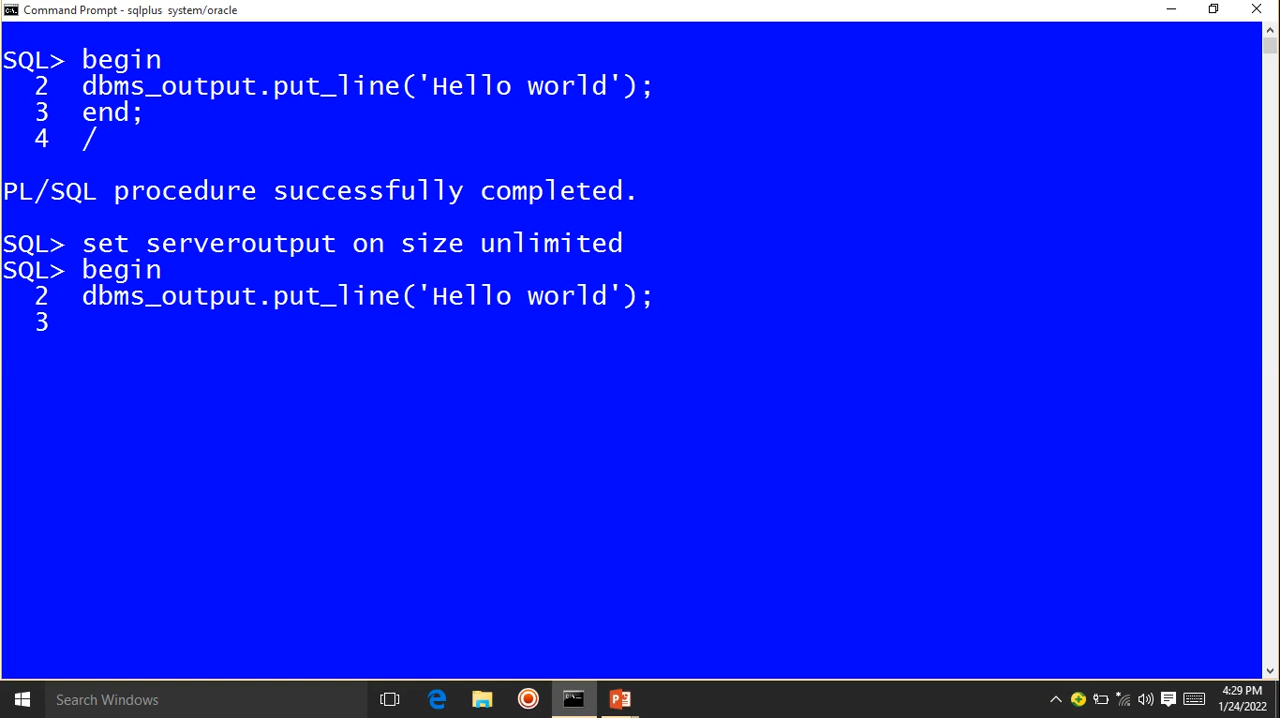 Command Prompt - sqlplus system/oracle
SQL> begin
2 dbms_output.put_line('Hello world');
3 end;
4 /
PL/SQL procedure successfully completed.
SQL> set serveroutput on size unlimited
SQL> begin
2 dbms_output.put_line('Hello world');
3
Search Windows
4:29 PM
1/24/2022